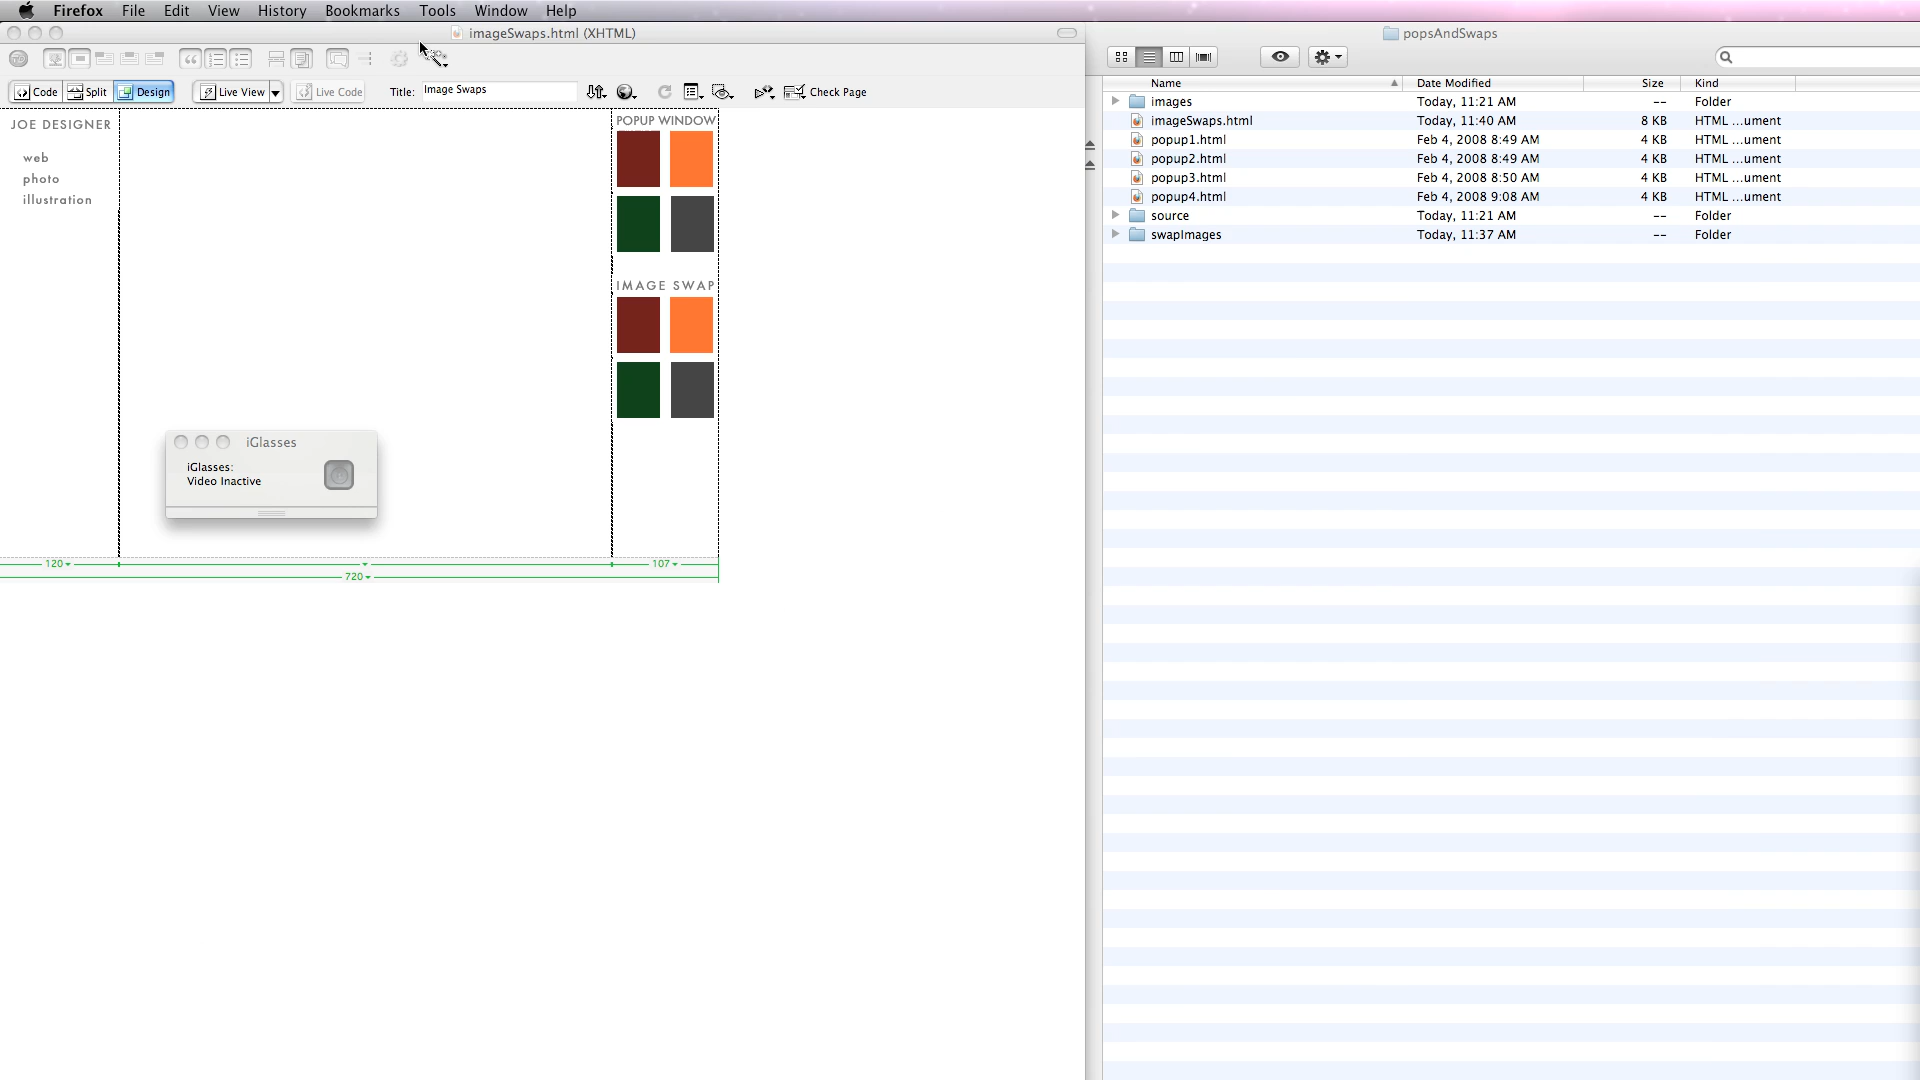 Firefox File Edit View History Bookmarks Tools Window Help
imageSwaps.html (XHTML)
Code Split Design Live View Live Code Title: Image Swaps Check Page
JOE DESIGNER
web
photo
illustration
POPUP WINDOW
IMAGE SWAP
iGlasses
iGlasses:
Video Inactive
120 107
720
popsAndSwaps
Name Date Modified Size Kind
images Today, 11:21 AM -- Folder
imageSwaps.html Today, 11:40 AM 8 KB HTML ...ument
popup1.html Feb 4, 2008 8:49 AM 4 KB HTML ...ument
popup2.html Feb 4, 2008 8:49 AM 4 KB HTML ...ument
popup3.html Feb 4, 2008 8:50 AM 4 KB HTML ...ument
popup4.html Feb 4, 2008 9:08 AM 4 KB HTML ...ument
source Today, 11:21 AM -- Folder
swapImages Today, 11:37 AM -- Folder